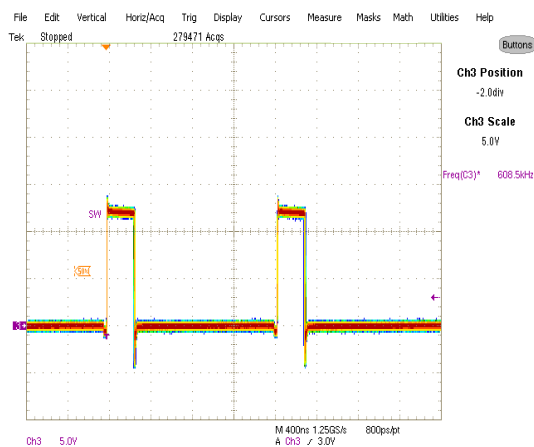 File Edit Vertical Horiz/Acq Trig Display Cursors Measure Masks Math Utilities Help
Tek Stopped 279471 Acqs
Buttons
Ch3 Position
-2.0div
Ch3 Scale
5.0V
Freq(C3)* 608.5kHz
SW
M 400ns 1.25GS/s 800ps/pt
Ch3 5.0V A Ch3 3.0V